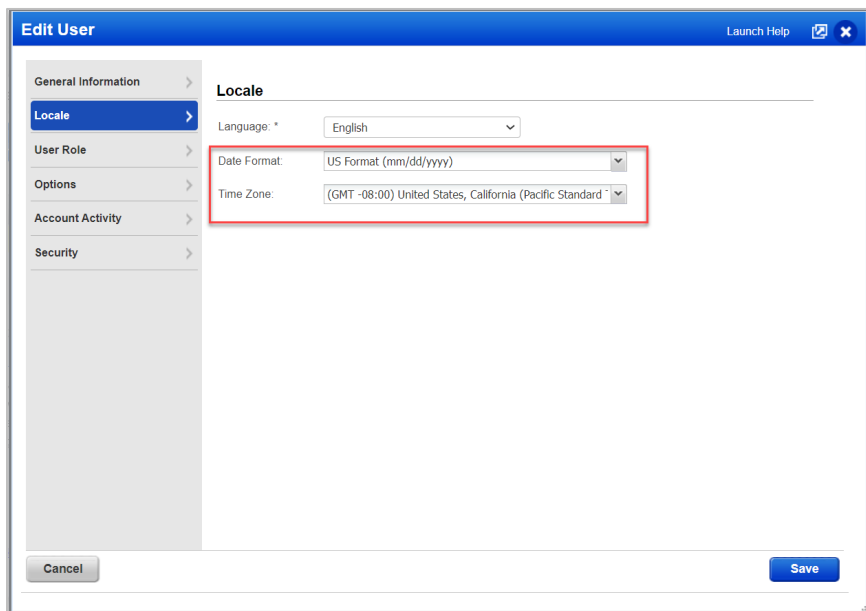 Edit User
Launch Help
General Information
Locale
User Role
Options
Account Activity
Security
Locale
Language: * English
Date Format: US Format (mm/dd/yyyy)
Time Zone: (GMT -08:00) United States, California (Pacific Standard
Cancel
Save